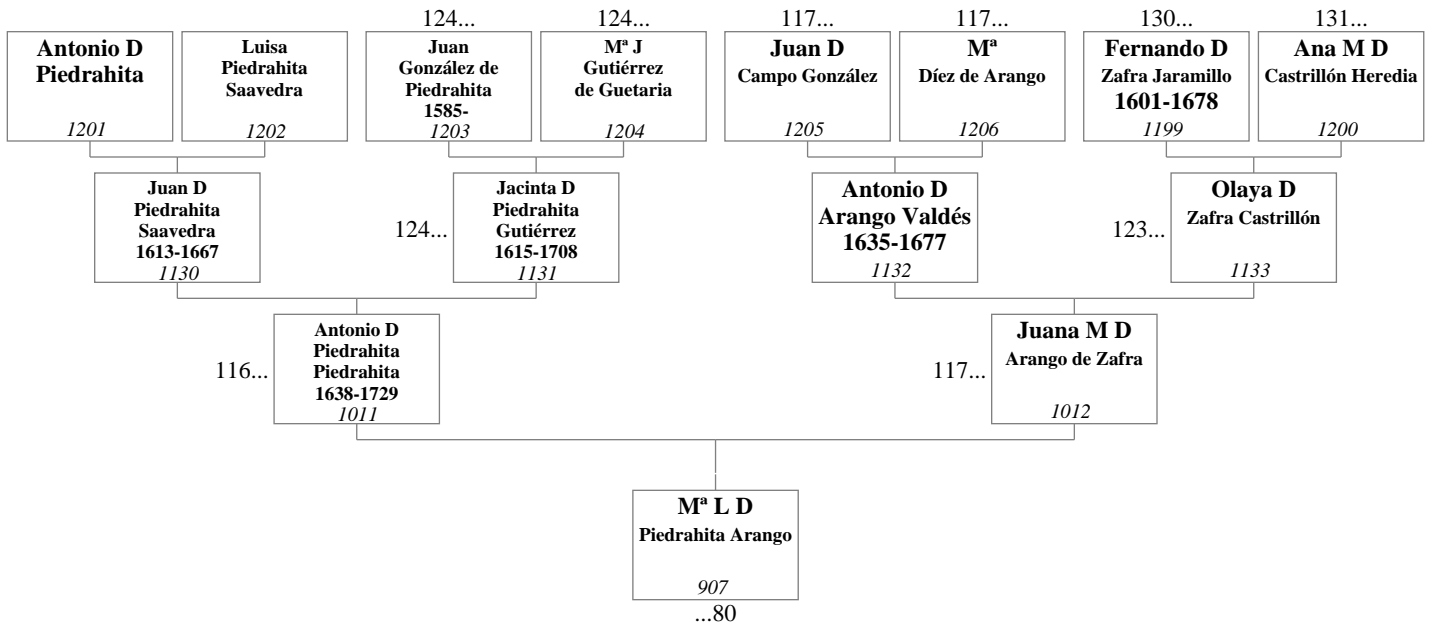 124...
124...
117...
117...
130...
131...
Antonio D
Piedrahita
1201
Luisa
Piedrahita
Saavedra
1202
Juan
González de
Piedrahita
1585-
1203
Mª J
Gutiérrez
de Guetaria
1204
Juan D
Campo González
1205
Mª
Díez de Arango
1206
Fernando D
Zafra Jaramillo
1601-1678
1199
Ana M D
Castrillón Heredia
1200
Juan D
Piedrahita
Saavedra
1613-1667
1130
124...
Jacinta D
Piedrahita
Gutiérrez
1615-1708
1131
Antonio D
Arango Valdés
1635-1677
1132
123...
Olaya D
Zafra Castrillón
1133
116...
Antonio D
Piedrahita
Piedrahita
1638-1729
1011
117...
Juana M D
Arango de Zafra
1012
Mª L D
Piedrahita Arango
907
...80